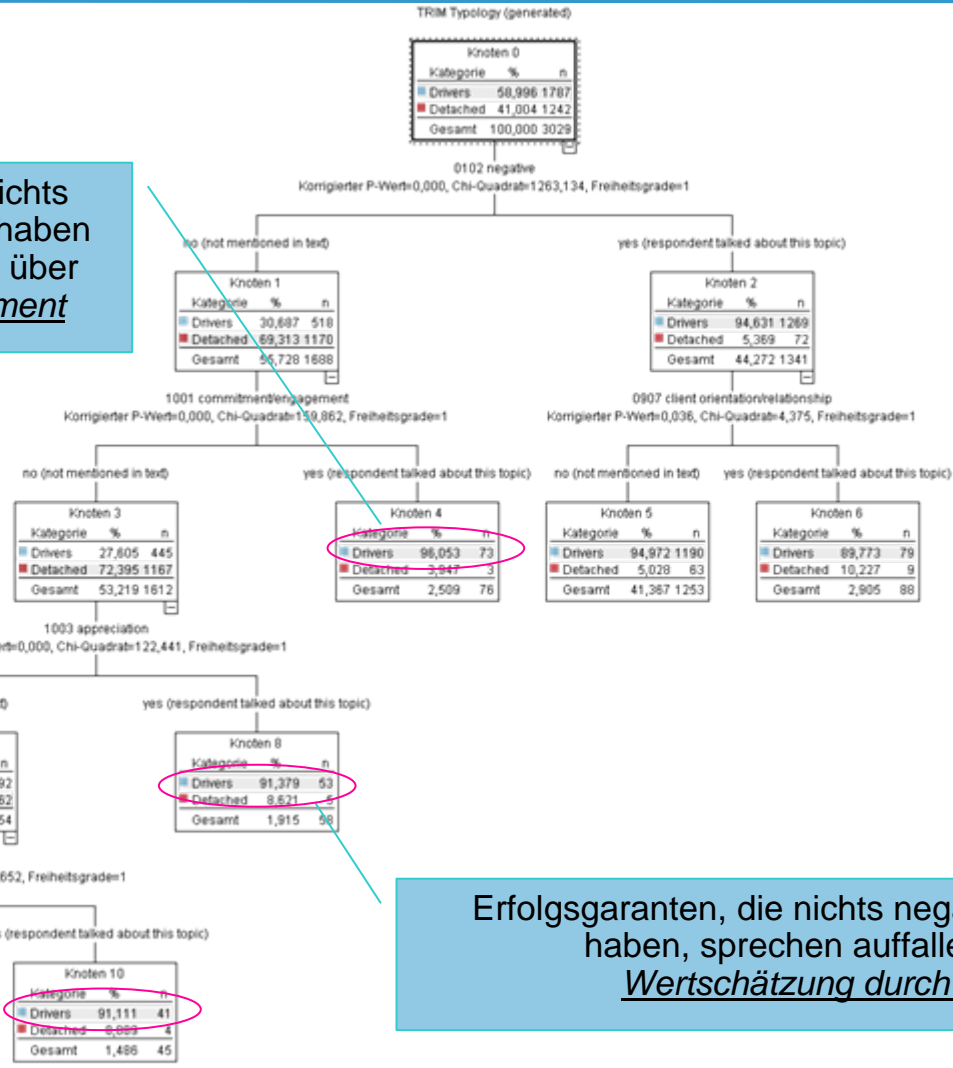 TRIM Typology (generated)
Knoten 0
Kategorie % n
Drivers 58,996 1787
Detached 41,004 1242
Gesamt 100,000 3029
0102 negative
Korrigierter P-Wert=0,000, Chi-Quadrat=1263,134, Freiheitsgrade=1
ichts
haben
über
ment
no (not mentioned in text)
yes (respondent talked about this topic)
Knoten 1
Kategorie % n
Drivers 30,687 518
Detached 69,313 1170
Gesamt 55,728 1688
Knoten 2
Kategorie % n
Drivers 94,631 1269
Detached 5,369 72
Gesamt 44,272 1341
1001 commitment/engagement
Korrigierter P-Wert=0,000, Chi-Quadrat=159,862, Freiheitsgrade=1
0907 client orientation/relationship
Korrigierter P-Wert=0,036, Chi-Quadrat=4,375, Freiheitsgrade=1
no (not mentioned in text)
yes (respondent talked about this topic)
no (not mentioned in text)
yes (respondent talked about this topic)
Knoten 3
Kategorie % n
Drivers 27,605 445
Detached 72,395 1167
Gesamt 53,219 1612
Knoten 4
Kategorie % n
Drivers 96,053 73
Detached 3,947 3
Gesamt 2,509 76
Knoten 5
Kategorie % n
Drivers 94,972 1190
Detached 5,028 63
Gesamt 41,367 1253
Knoten 6
Kategorie % n
Drivers 89,773 79
Detached 10,227 9
Gesamt 2,905 88
1003 appreciation
ert=0,000, Chi-Quadrat=122,441, Freiheitsgrade=1
yes (respondent talked about this topic)
n
92
62
54
Knoten 8
Kategorie % n
Drivers 91,379 53
Detached 8,621 5
Gesamt 1,915 58
652, Freiheitsgrade=1
(respondent talked about this topic)
Knoten 10
Kategorie % n
Drivers 91,111 41
Detached 8,889 4
Gesamt 1,486 45
Erfolgsgaranten, die nichts nega
haben, sprechen auffalle
Wertschätzung durch